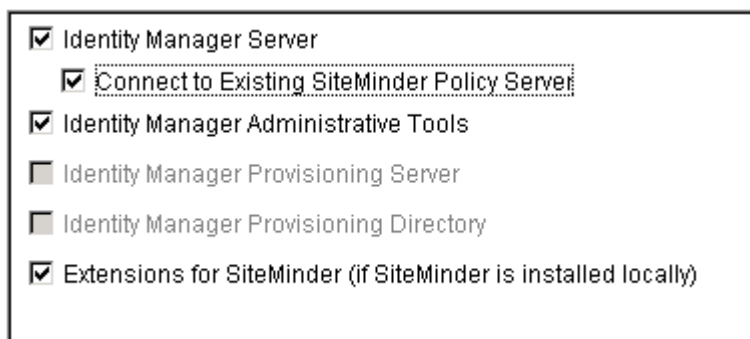 Identity Manager Server
Connect to Existing SiteMinder Policy Server
Identity Manager Administrative Tools
Identity Manager Provisioning Server
Identity Manager Provisioning Directory
Extensions for SiteMinder (if SiteMinder is installed locally)